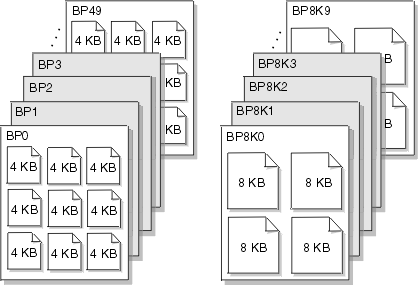 BP49
4 KB 4 KB 4 KB
KB
KB
BP3
BP2
BP1
BP0
4 KB 4 KB 4 KB
4 KB 4 KB 4 KB
4 KB 4 KB 4 KB
BP8K9
BP8K3
BP8K2
BP8K1
BP8K0
8 KB 8 KB
8 KB 8 KB